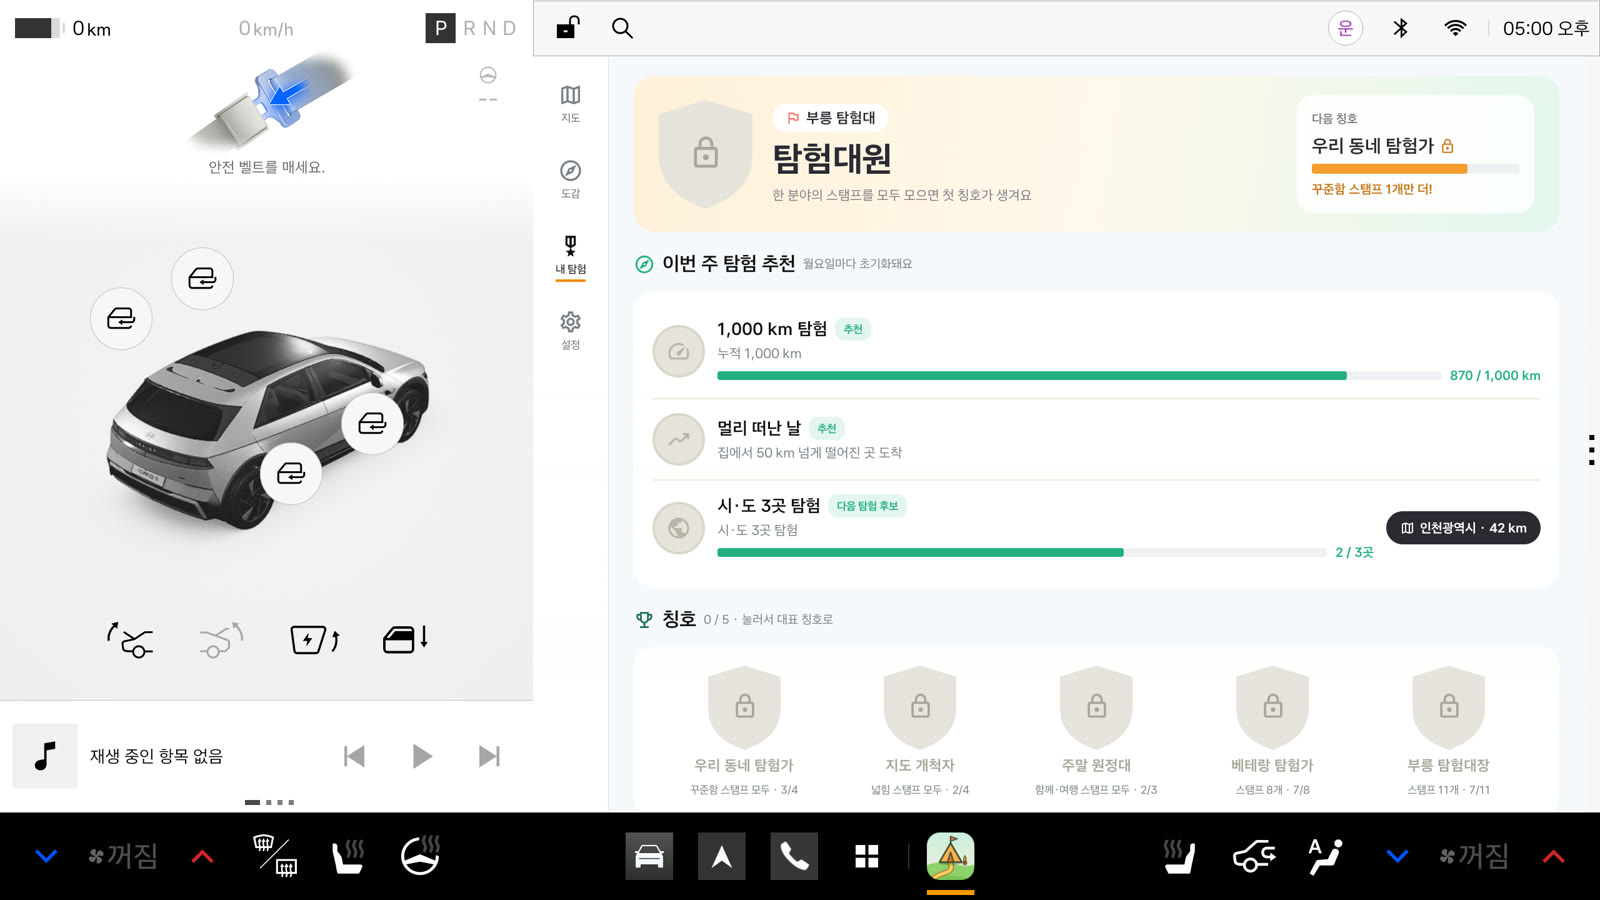 0 km
0 km/h
P R N D
운
05:00 오후
--
안전 벨트를 매세요.
재생 중인 항목 없음
지도
도감
내 탐험
설정
부릉 탐험대
탐험대원
한 분야의 스탬프를 모두 모으면 첫 칭호가 생겨요
다음 칭호
우리 동네 탐험가
꾸준함 스탬프 1개만 더!
이번 주 탐험 추천 월요일마다 초기화돼요
1,000 km 탐험 추천
누적 1,000 km
870 / 1,000 km
멀리 떠난 날 추천
집에서 50 km 넘게 떨어진 곳 도착
시·도 3곳 탐험 다음 탐험 후보
시·도 3곳 탐험
2 / 3곳
인천광역시 · 42 km
칭호 0 / 5 · 눌러서 대표 칭호로
우리 동네 탐험가
꾸준함 스탬프 모두 · 3/4
지도 개척자
넓힘 스탬프 모두 · 2/4
주말 원정대
함께·여행 스탬프 모두 · 2/3
베테랑 탐험가
스탬프 8개 · 7/8
부릉 탐험대장
스탬프 11개 · 7/11
꺼짐
A
꺼짐